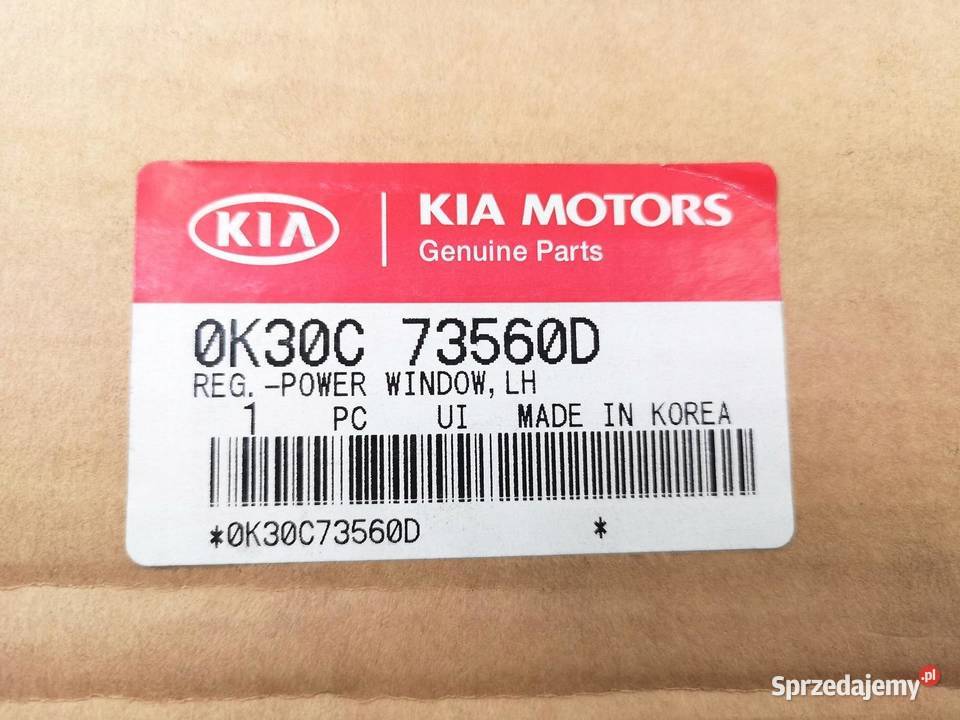 KIA
KIA MOTORS
Genuine Parts
0K30C 73560D
REG.-POWER WINDOW,LH
1 PC UI MADE IN KOREA
*0K30C73560D *
Sprzedajemy.pl